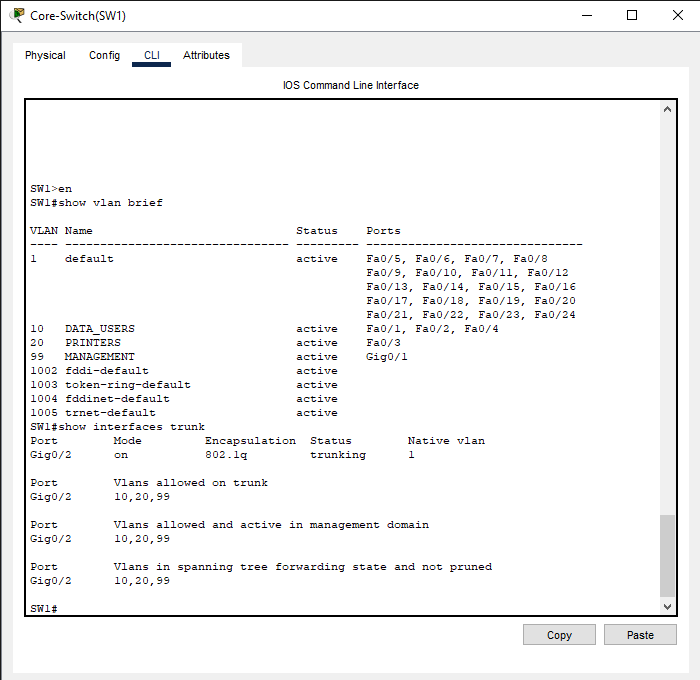 Core-Switch(SW1)
Physical Config CLI Attributes
IOS Command Line Interface
SW1>en
SW1#show vlan brief
VLAN Name                             Status    Ports
---- -------------------------------- --------- -------------------------------
1    default                          active    Fa0/5, Fa0/6, Fa0/7, Fa0/8
                                                Fa0/9, Fa0/10, Fa0/11, Fa0/12
                                                Fa0/13, Fa0/14, Fa0/15, Fa0/16
                                                Fa0/17, Fa0/18, Fa0/19, Fa0/20
                                                Fa0/21, Fa0/22, Fa0/23, Fa0/24
10   DATA_USERS                       active    Fa0/1, Fa0/2, Fa0/4
20   PRINTERS                         active    Fa0/3
99   MANAGEMENT                       active    Gig0/1
1002 fddi-default                     active
1003 token-ring-default               active
1004 fddinet-default                  active
1005 trnet-default                    active
SW1#show interfaces trunk
Port        Mode         Encapsulation  Status        Native vlan
Gig0/2      on           802.1q         trunking      1
Port        Vlans allowed on trunk
Gig0/2      10,20,99
Port        Vlans allowed and active in management domain
Gig0/2      10,20,99
Port        Vlans in spanning tree forwarding state and not pruned
Gig0/2      10,20,99
SW1#
Copy Paste